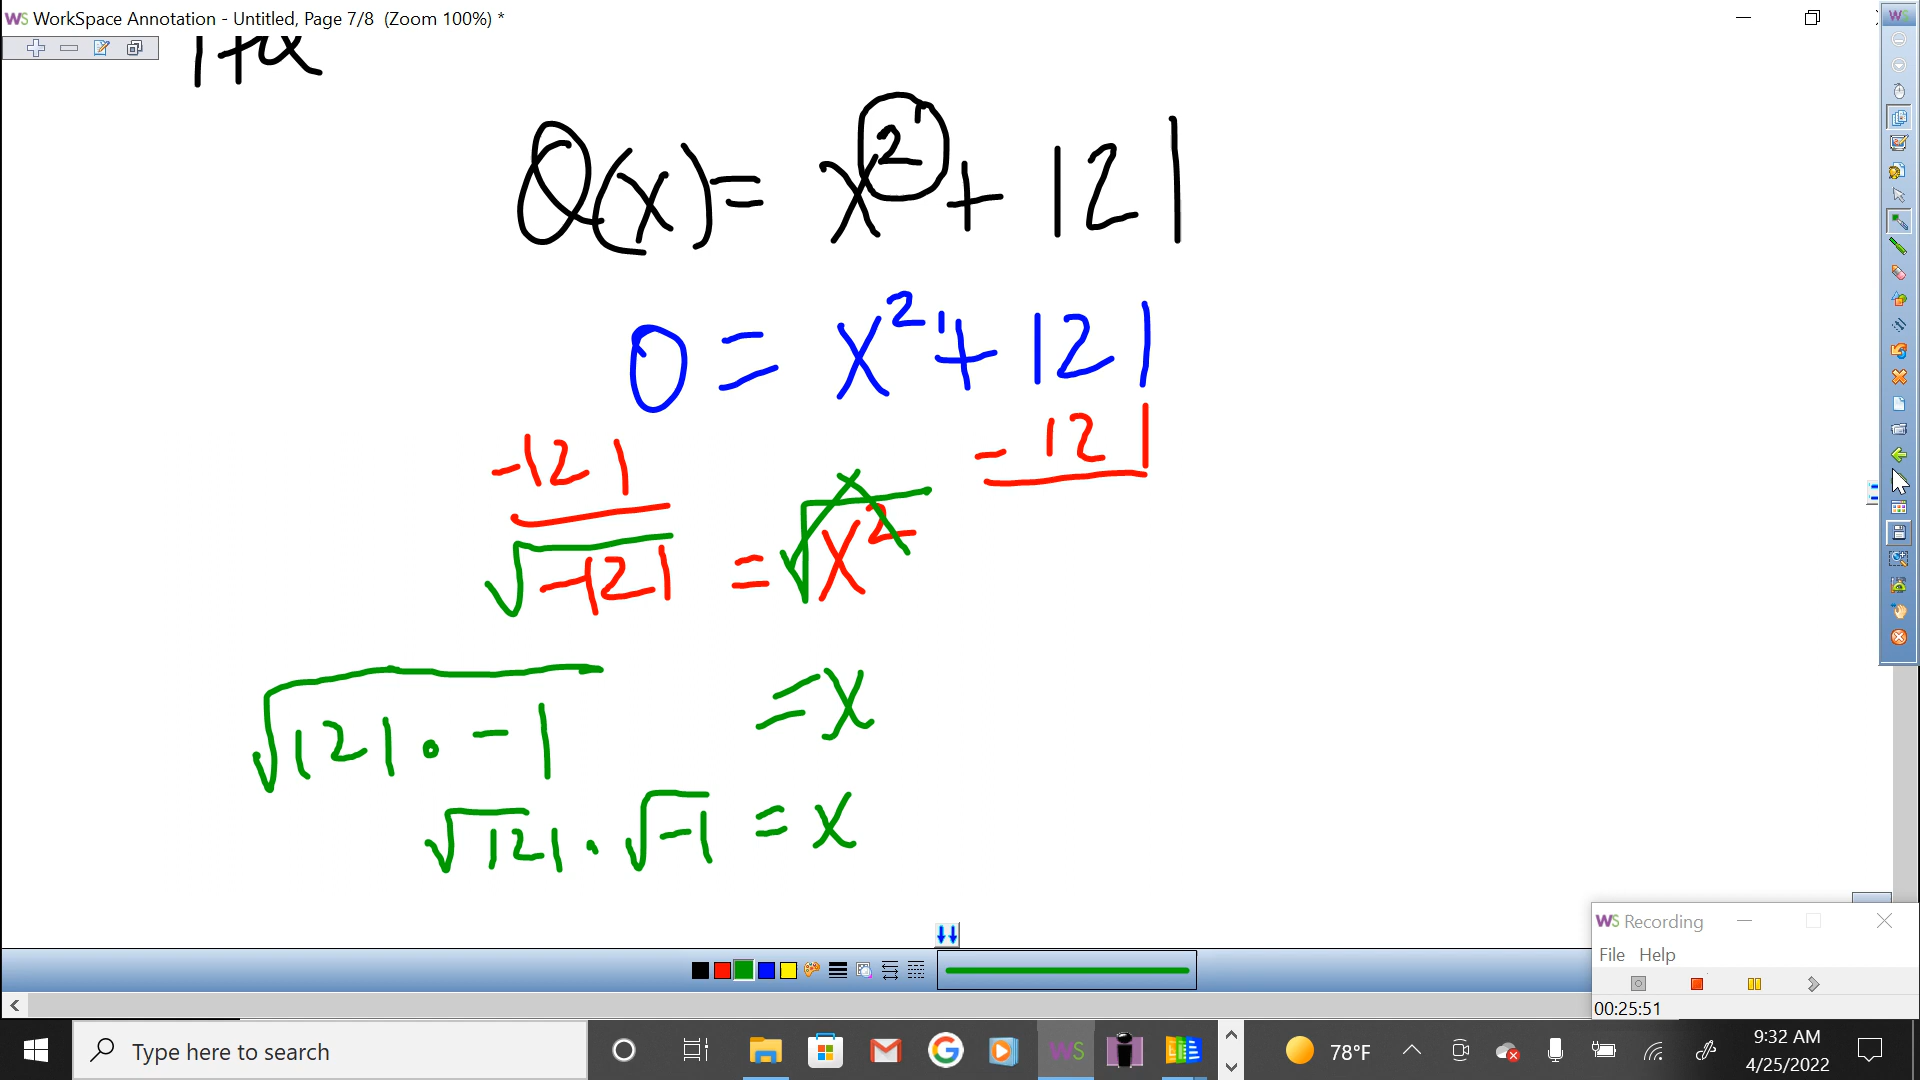 WS WorkSpace Annotation - Untitled, Page 7/8 (Zoom 100%) *
Q(x) = x² + 121
0 = x² + 121
-121 - 121
√-121 = √x²
√121 · -1 = x
√121 · √-1 = x
WS Recording
File Help
00:25:51
Type here to search
WS
78°F
9:32 AM
4/25/2022